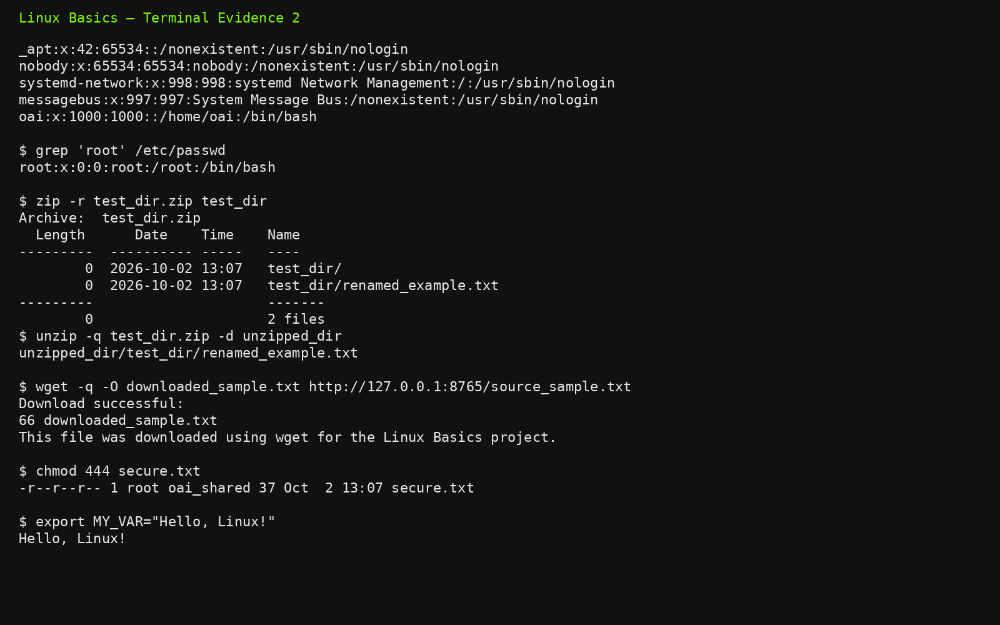 Linux Basics — Terminal Evidence 2
_apt:x:42:65534::/nonexistent:/usr/sbin/nologin
nobody:x:65534:65534:nobody:/nonexistent:/usr/sbin/nologin
systemd-network:x:998:998:systemd Network Management:/:/usr/sbin/nologin
messagebus:x:997:997:System Message Bus:/nonexistent:/usr/sbin/nologin
oai:x:1000:1000::/home/oai:/bin/bash

$ grep 'root' /etc/passwd
root:x:0:0:root:/root:/bin/bash

$ zip -r test_dir.zip test_dir
Archive:  test_dir.zip
  Length      Date    Time    Name
---------  ---------- -----   ----
        0  2026-10-02 13:07   test_dir/
        0  2026-10-02 13:07   test_dir/renamed_example.txt
---------                     -------
        0                     2 files
$ unzip -q test_dir.zip -d unzipped_dir
unzipped_dir/test_dir/renamed_example.txt

$ wget -q -O downloaded_sample.txt http://127.0.0.1:8765/source_sample.txt
Download successful:
66 downloaded_sample.txt
This file was downloaded using wget for the Linux Basics project.

$ chmod 444 secure.txt
-r--r--r-- 1 root oai_shared 37 Oct  2 13:07 secure.txt

$ export MY_VAR="Hello, Linux!"
Hello, Linux!